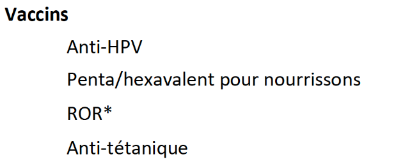 Vaccins
Anti-HPV
Penta/hexavalent pour nourrissons
ROR*
Anti-tétanique